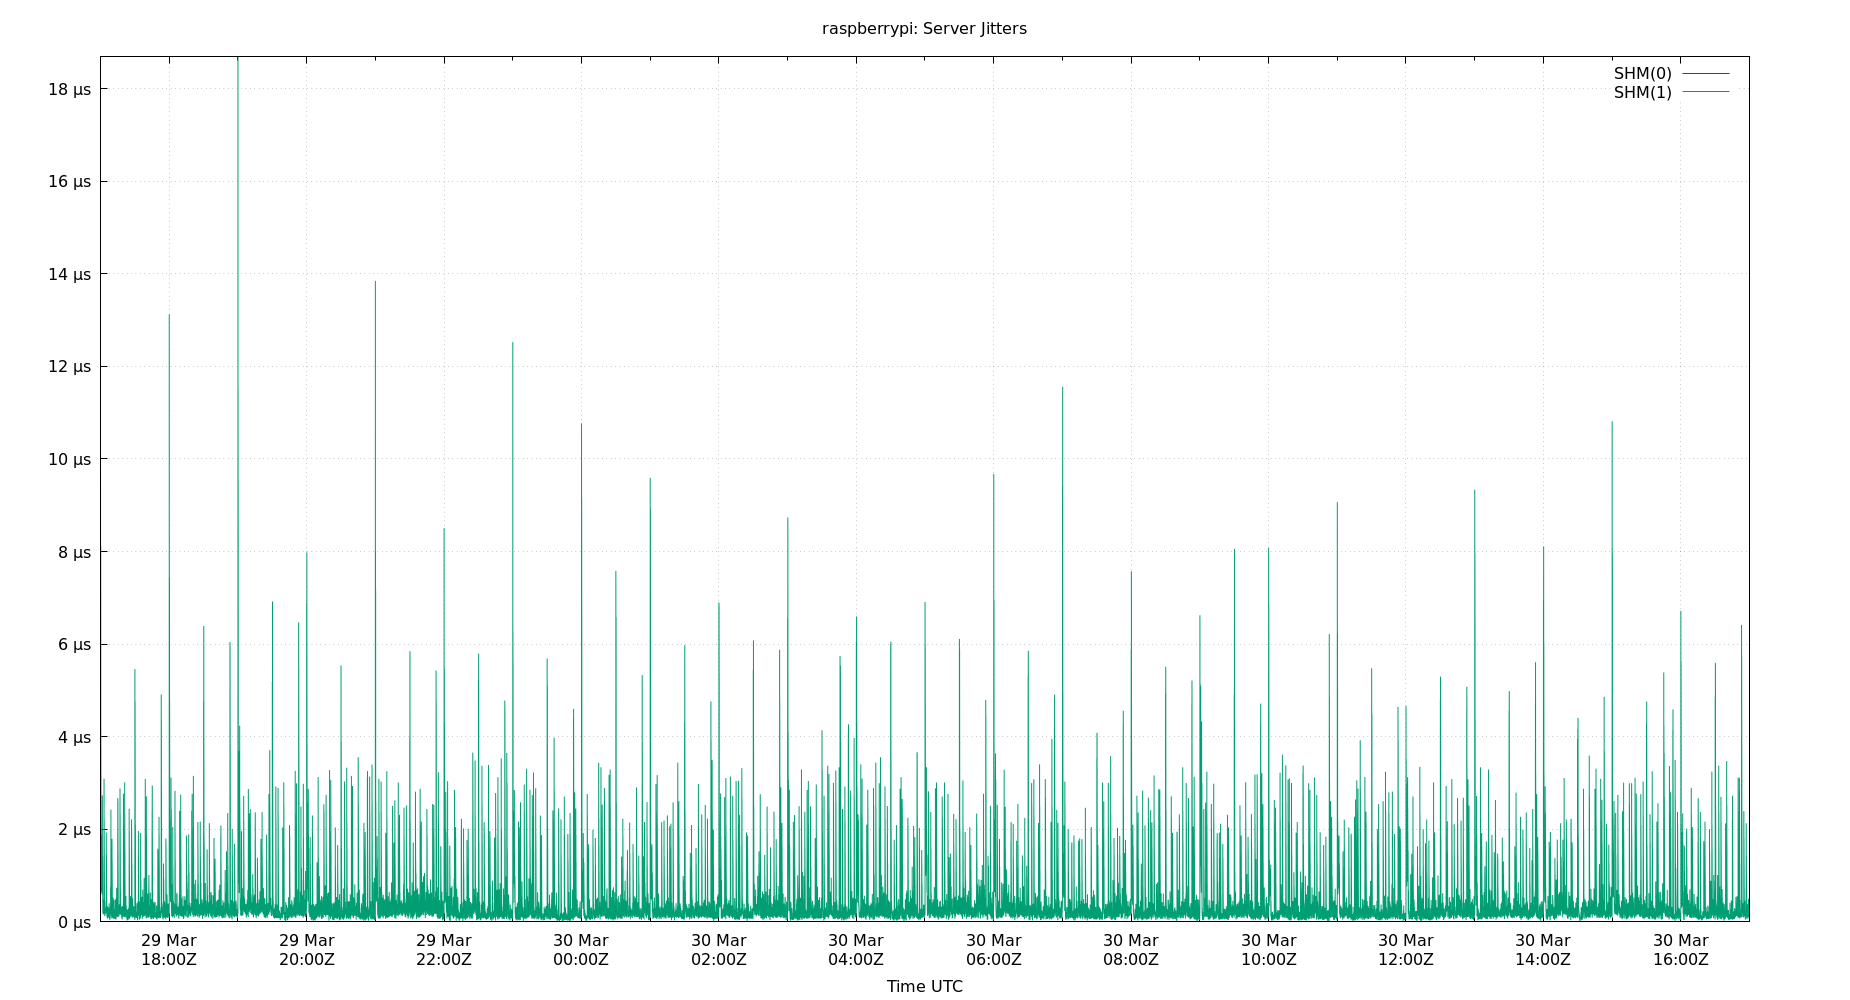 raspberrypi: Server Jitters
SHM(0)
SHM(1)
18 µs
16 µs
14 µs
12 µs
10 µs
8 µs
6 µs
4 µs
2 µs
0 µs
29 Mar 29 Mar 29 Mar 30 Mar 30 Mar 30 Mar 30 Mar 30 Mar 30 Mar 30 Mar 30 Mar 30 Mar
18:00Z 20:00Z 22:00Z 00:00Z 02:00Z 04:00Z 06:00Z 08:00Z 10:00Z 12:00Z 14:00Z 16:00Z
Time UTC